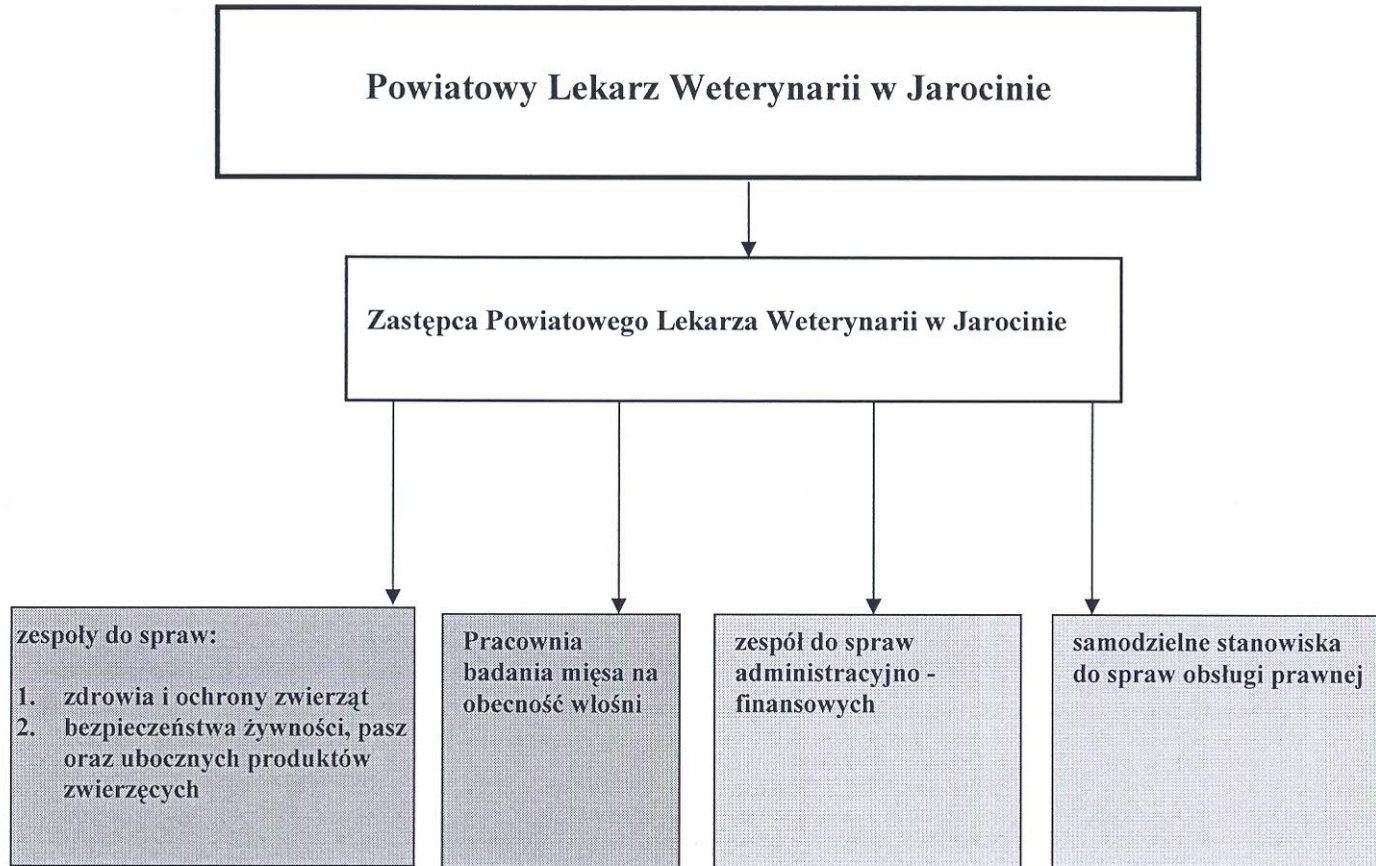 Powiatowy Lekarz Weterynarii w Jarocinie
Zastępca Powiatowego Lekarza Weterynarii w Jarocinie
zespoły do spraw:
1. zdrowia i ochrony zwierząt
2. bezpieczeństwa żywności, pasz
oraz ubocznych produktów
zwierzęcych
Pracownia
badania mięsa na
obecność włośni
zespół do spraw
administracyjno -
finansowych
samodzielne stanowiska
do spraw obsługi prawnej